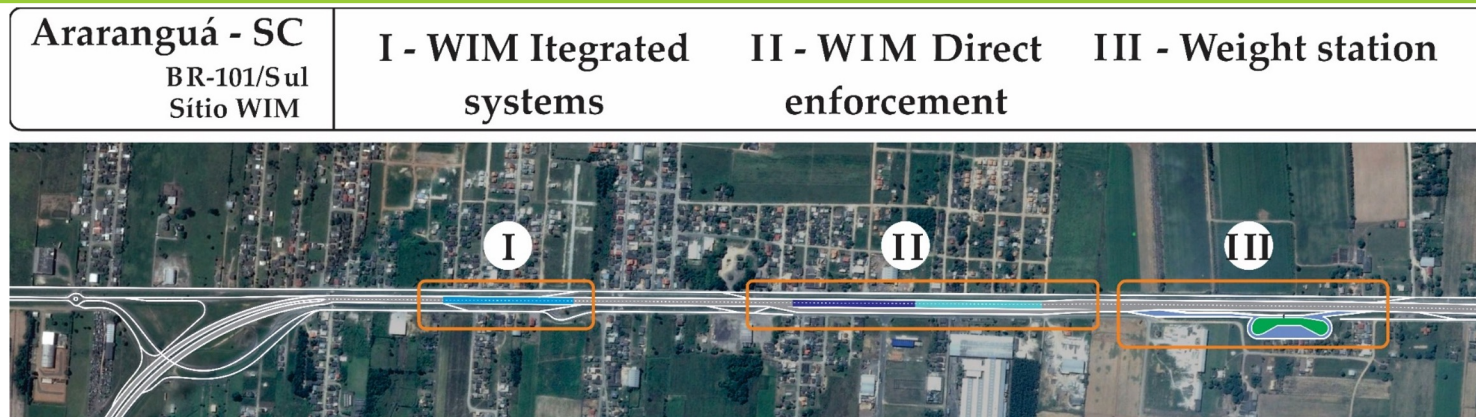 Araranguá - SC
BR-101/Sul
Sítio WIM
I - WIM Itegrated
systems
II - WIM Direct
enforcement
III - Weight station
I
II
III